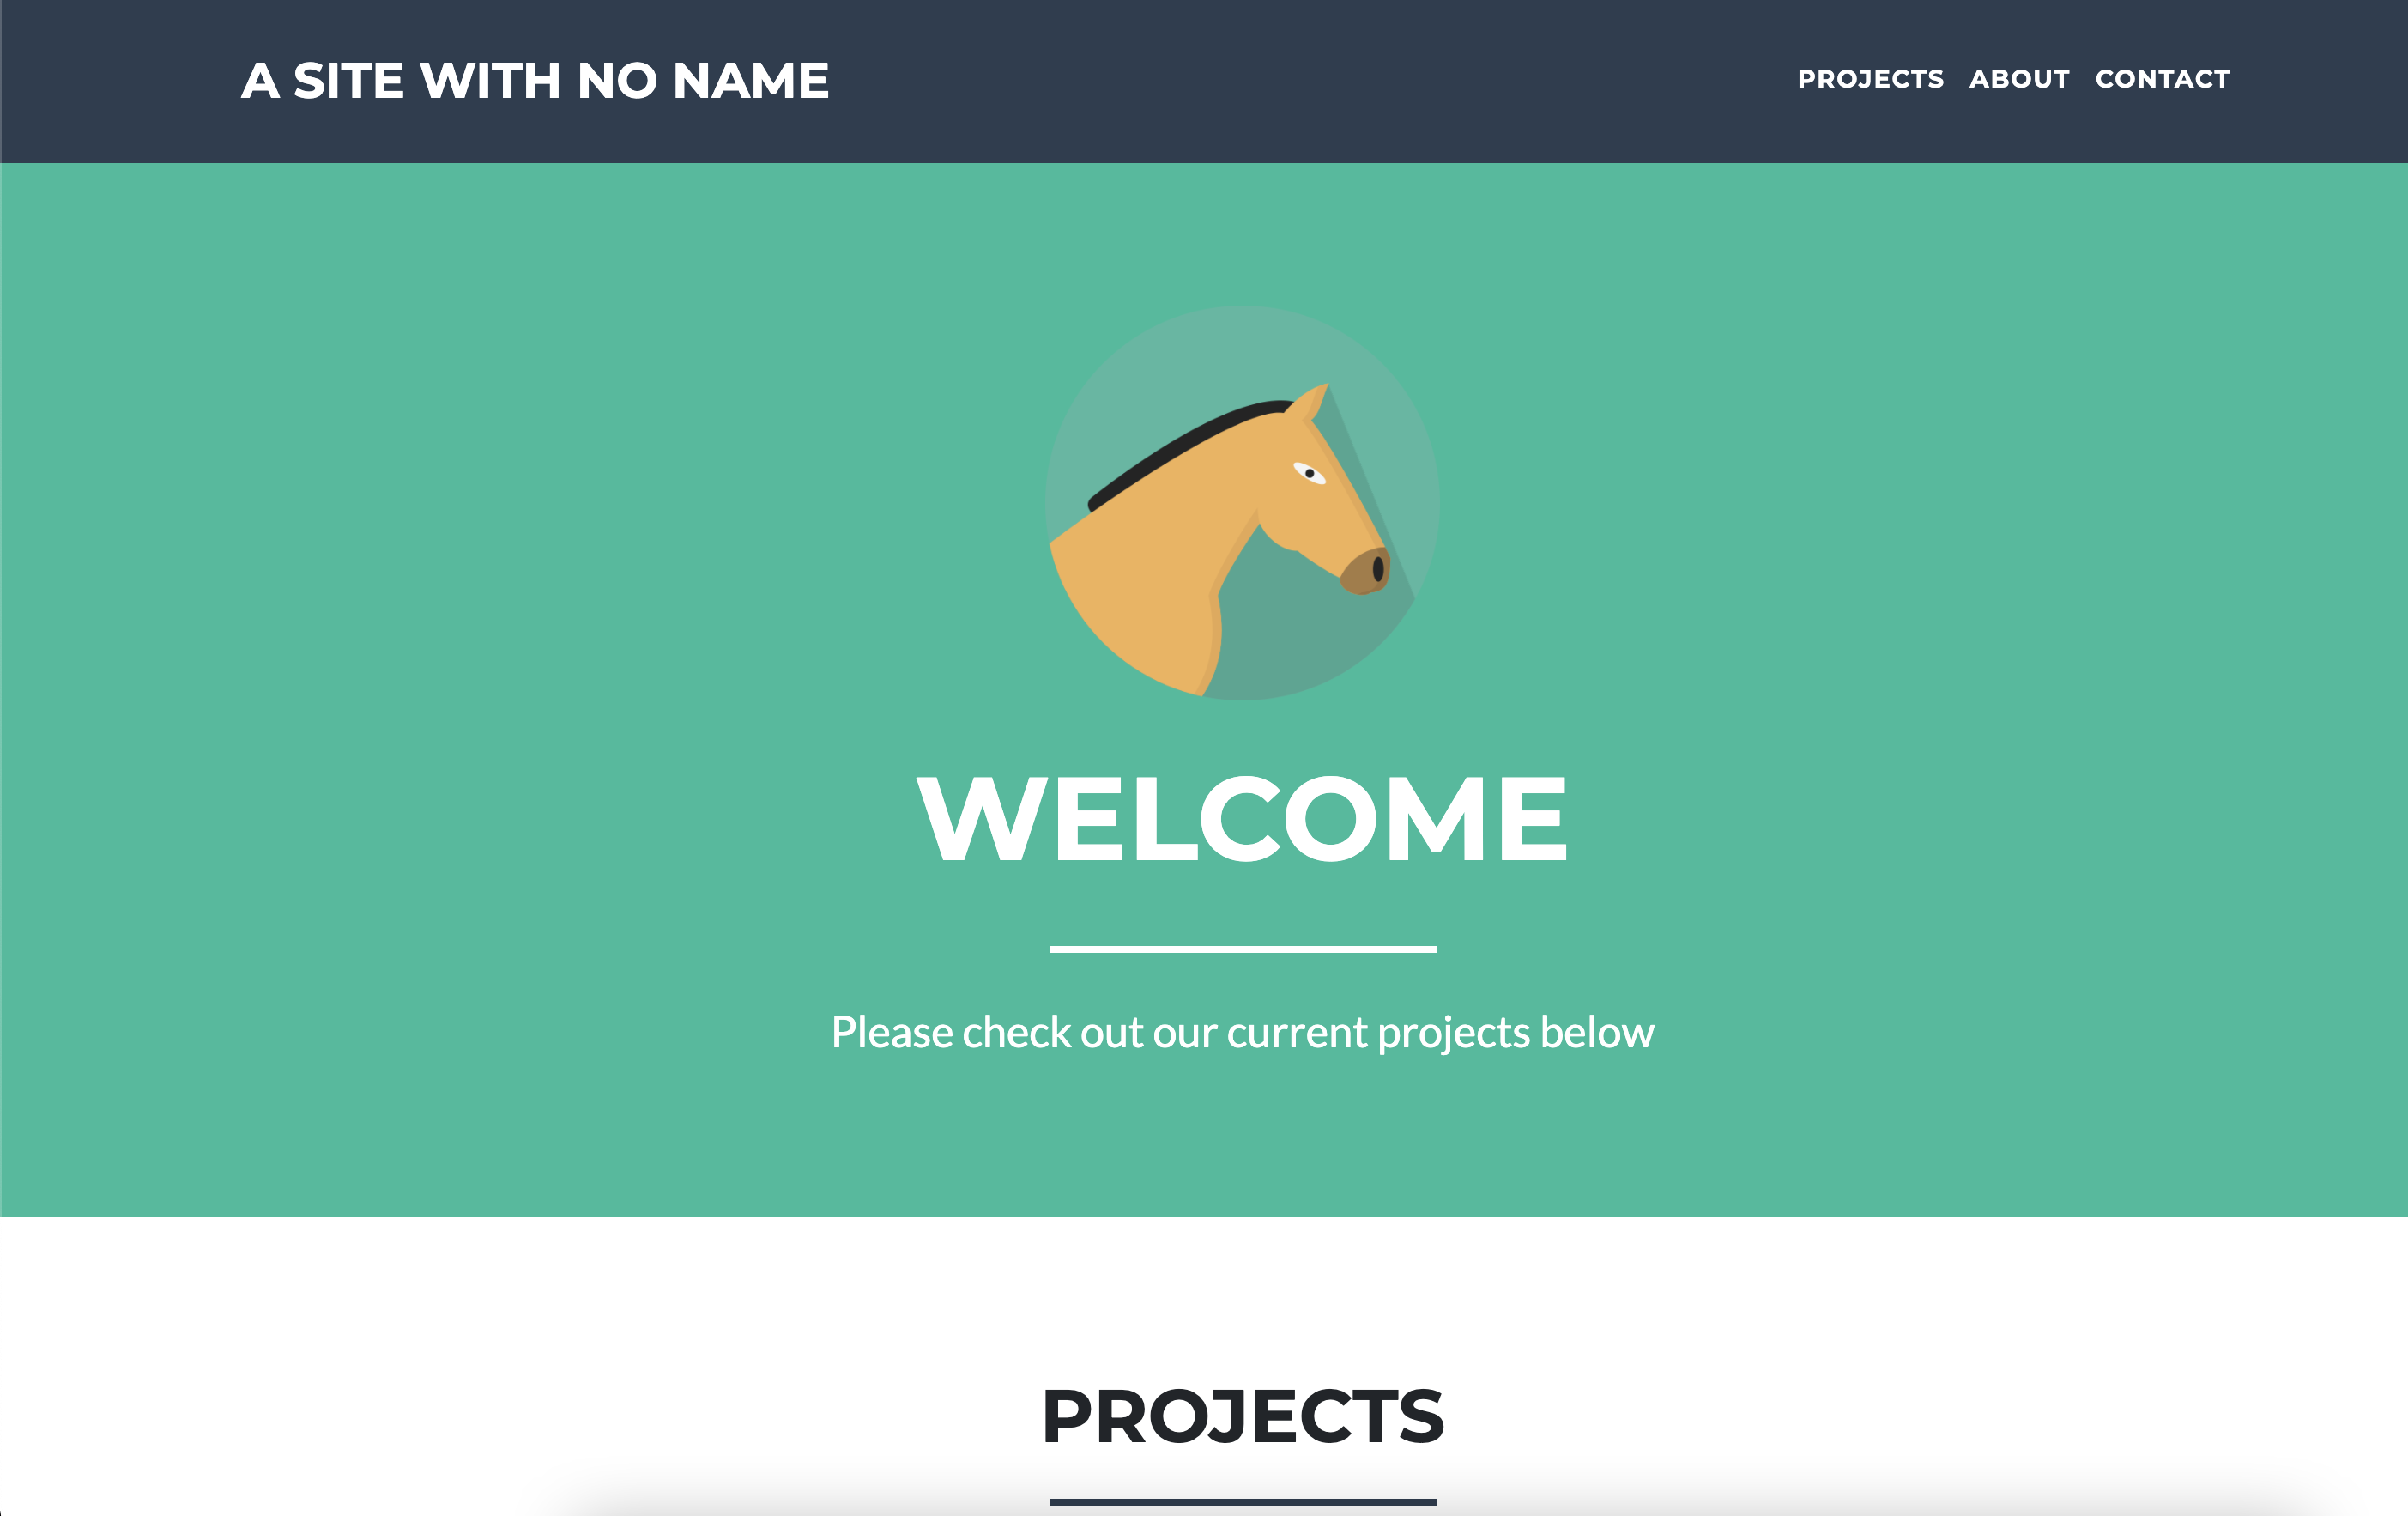 A SITE WITH NO NAME
PROJECTS ABOUT CONTACT
WELCOME
Please check out our current projects below
PROJECTS